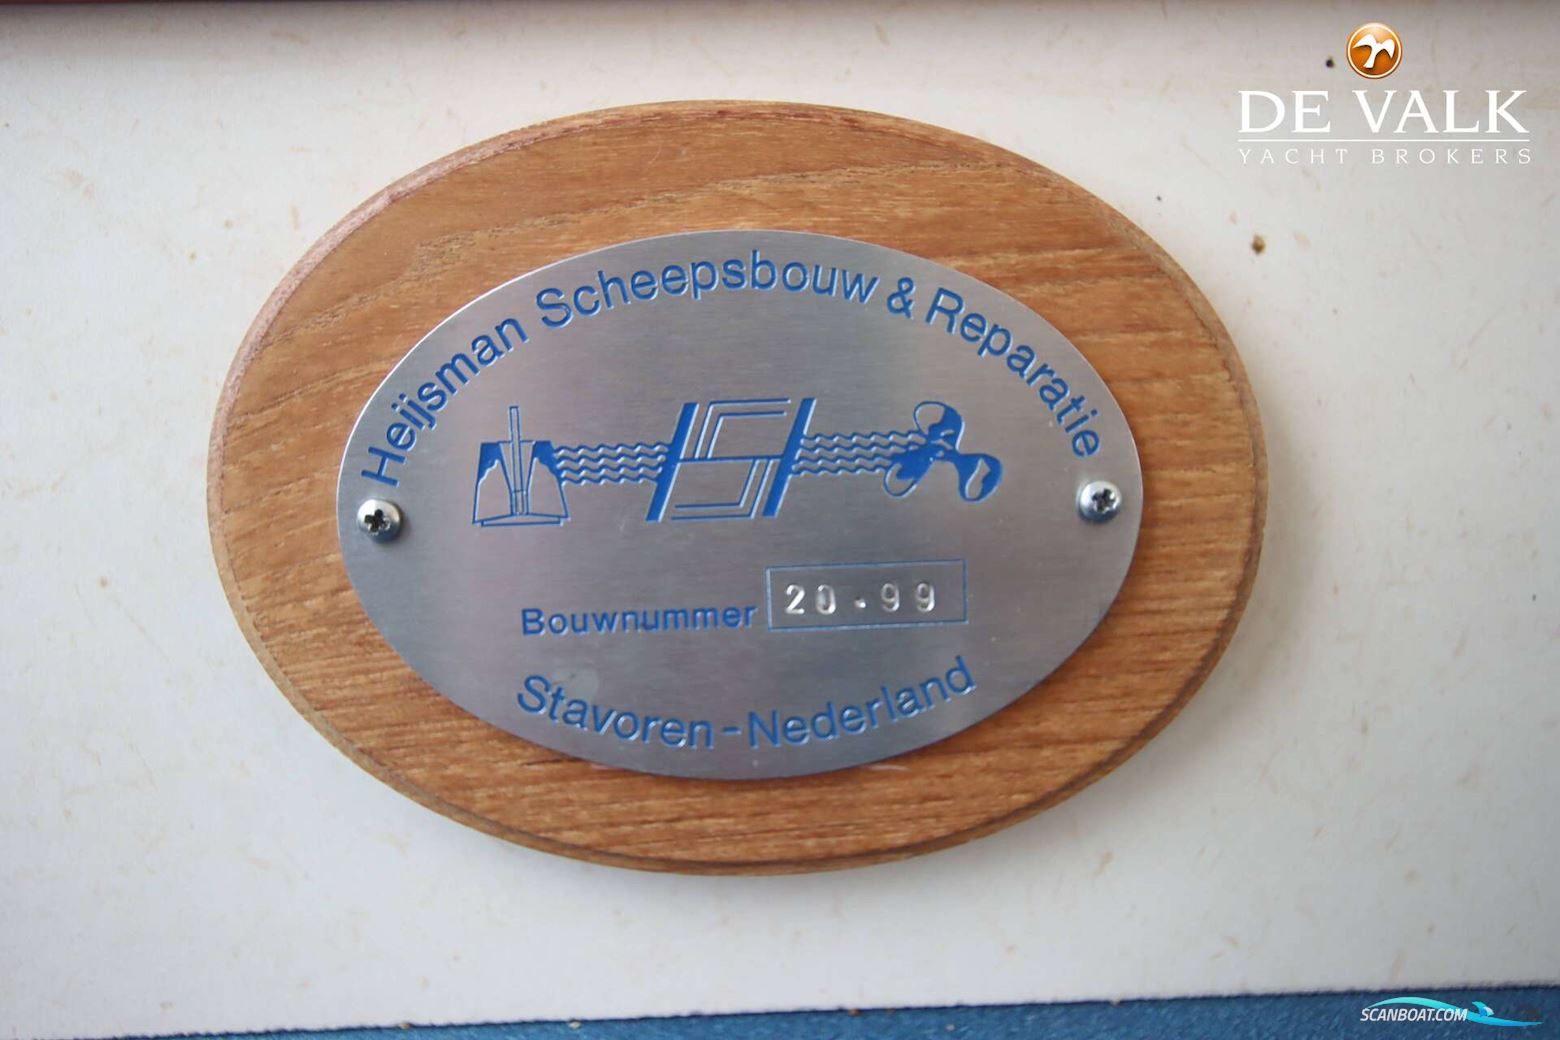 DE VALK
YACHT BROKERS
Heijsman Scheepsbouw & Reparatie
Bouwnummer 20.99
Stavoren-Nederland
SCANBOAT.COM